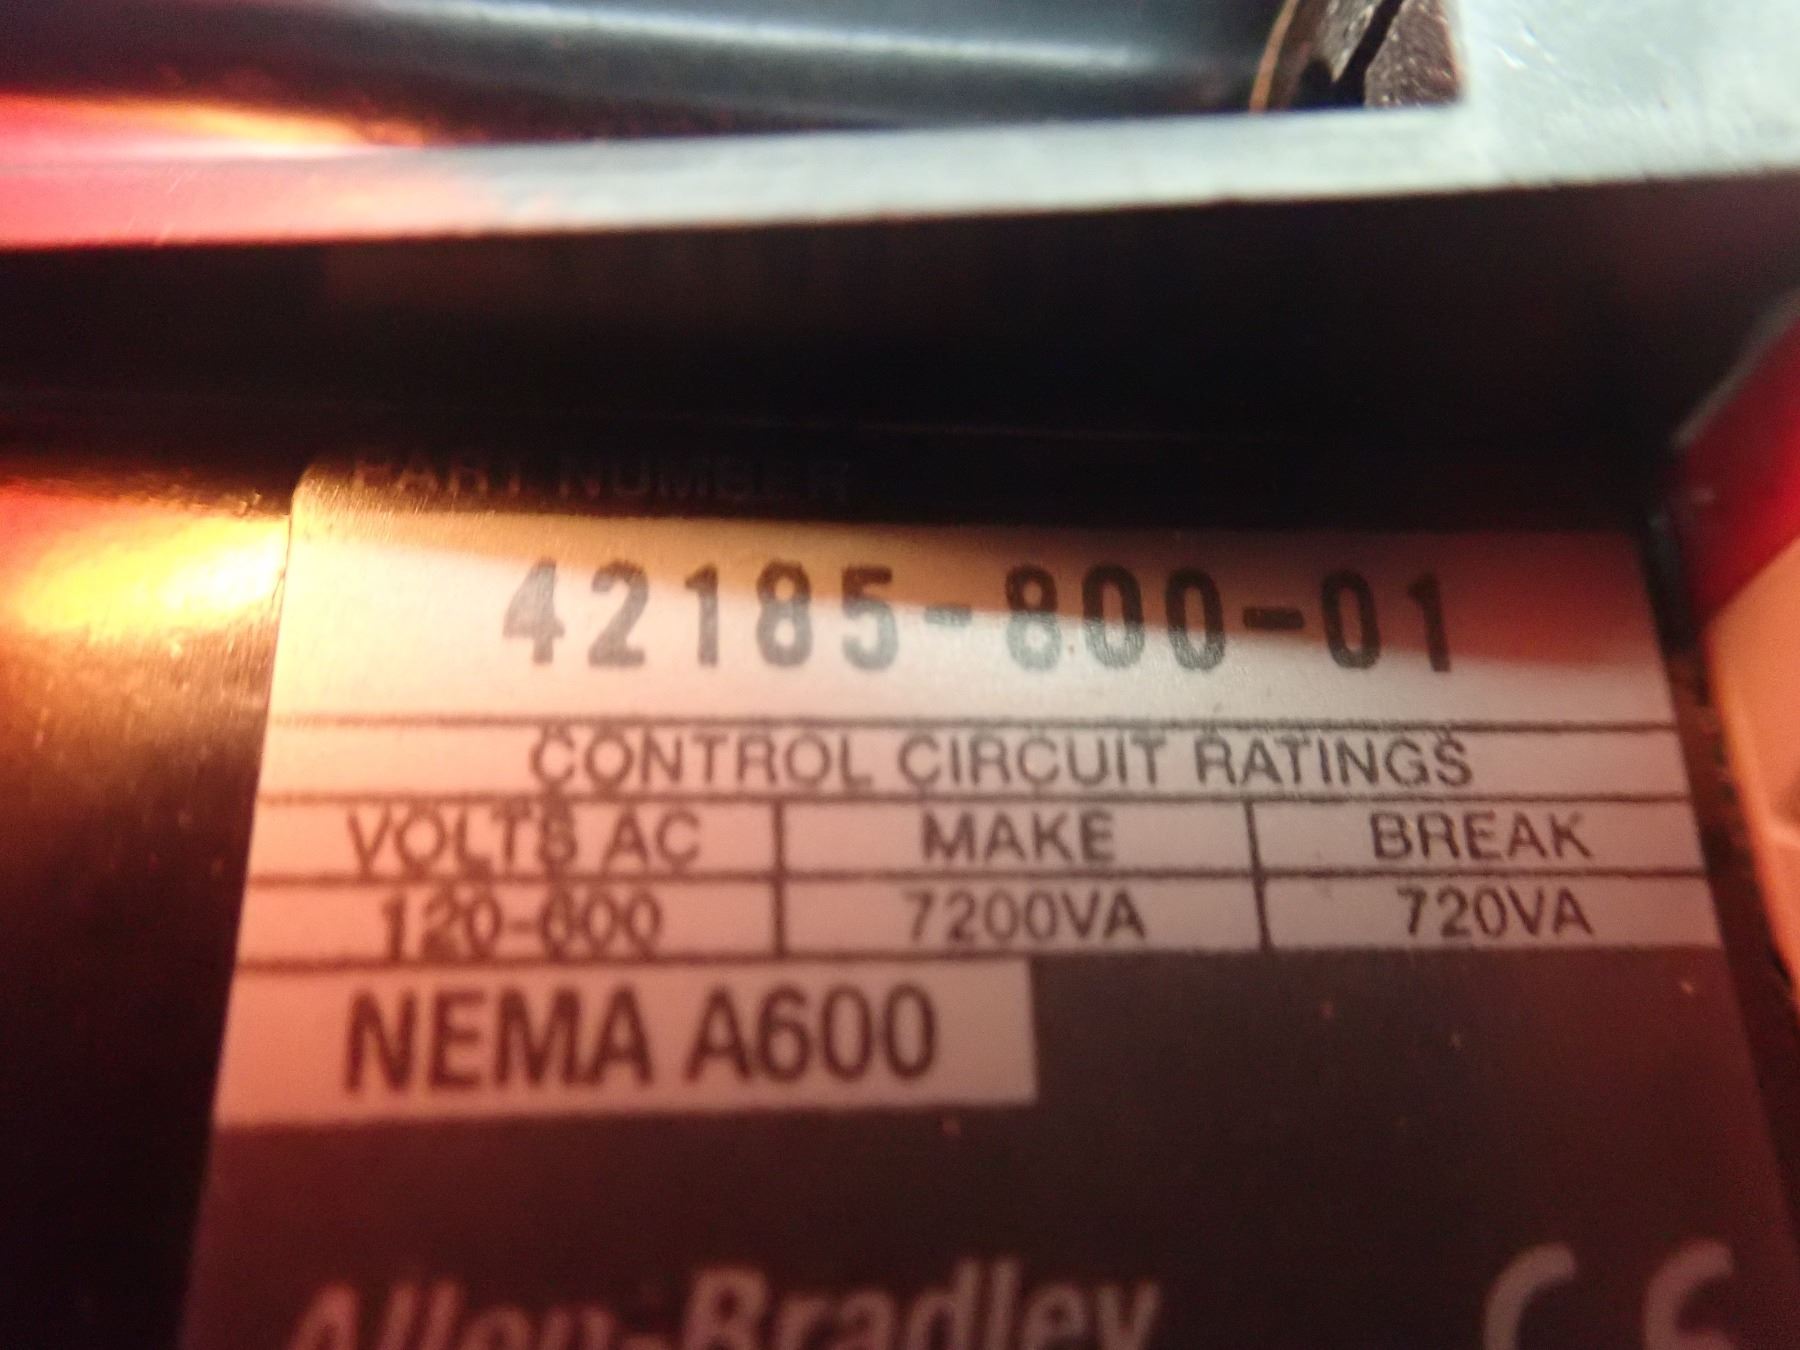 PART NUMBER
42185-800-01
CONTROL CIRCUIT RATINGS
VOLTS AC MAKE BREAK
120-600 7200VA 720VA
NEMA A600
Allen-Bradley CE